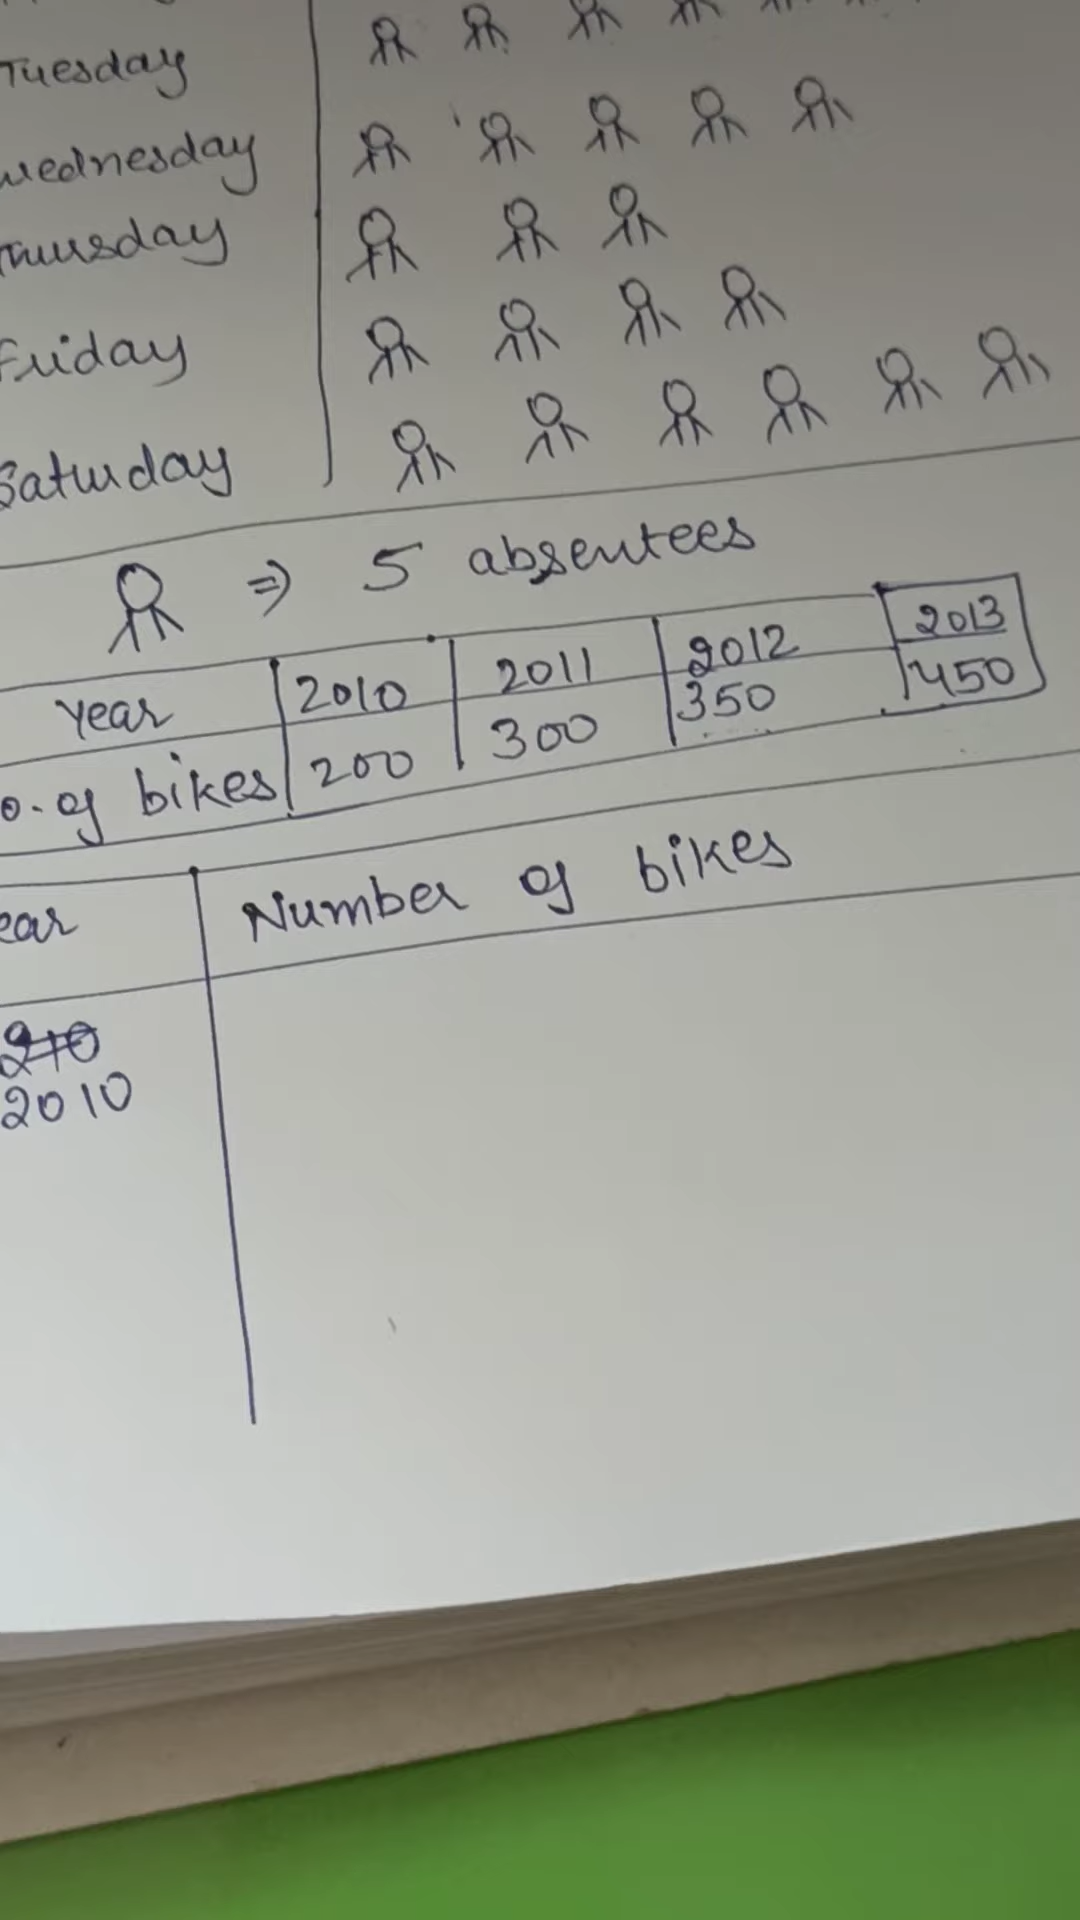 Tuesday
Wednesday
Thursday
Friday
Saturday
⇒ 5 absentees
Year 2010 2011 2012 2013
o. of bikes 200 300 350 450
ear Number of bikes
210
2010